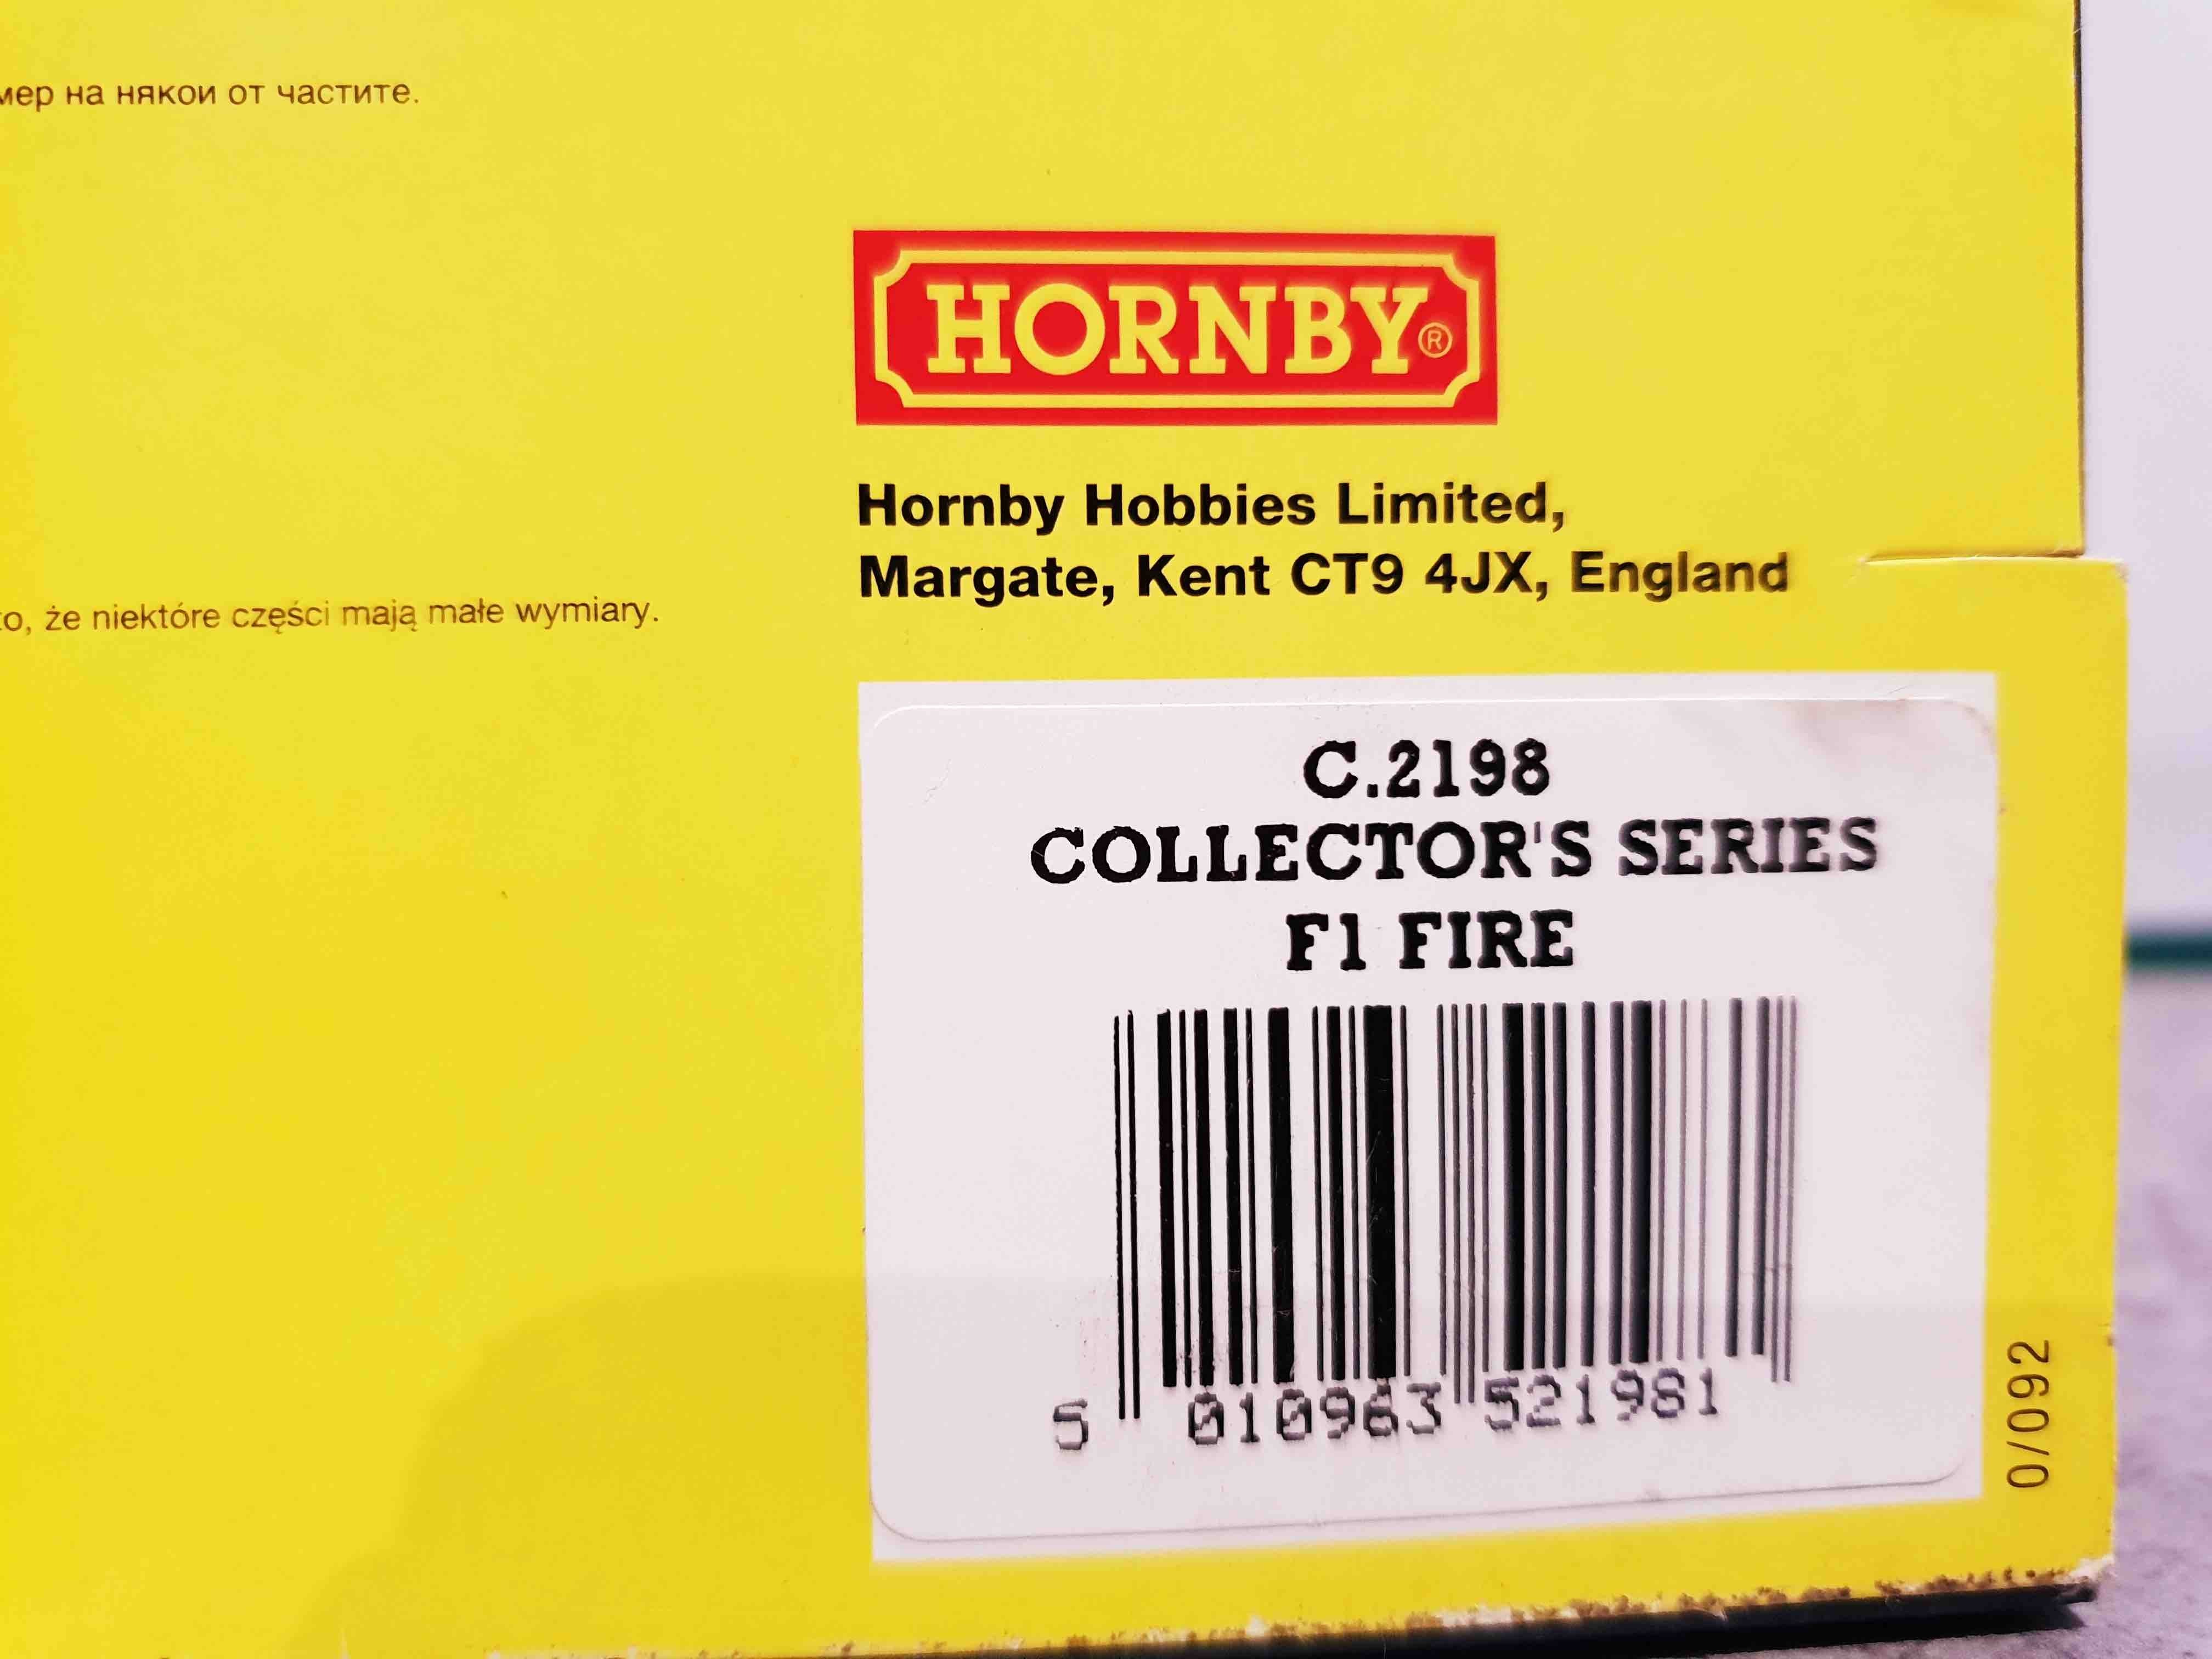 на някои от частите.
HORNBY®
Hornby Hobbies Limited,
Margate, Kent CT9 4JX, England
że niektóre części mają małe wymiary.
C.2198
COLLECTOR'S SERIES
F1 FIRE
5 010963 521981
0/092